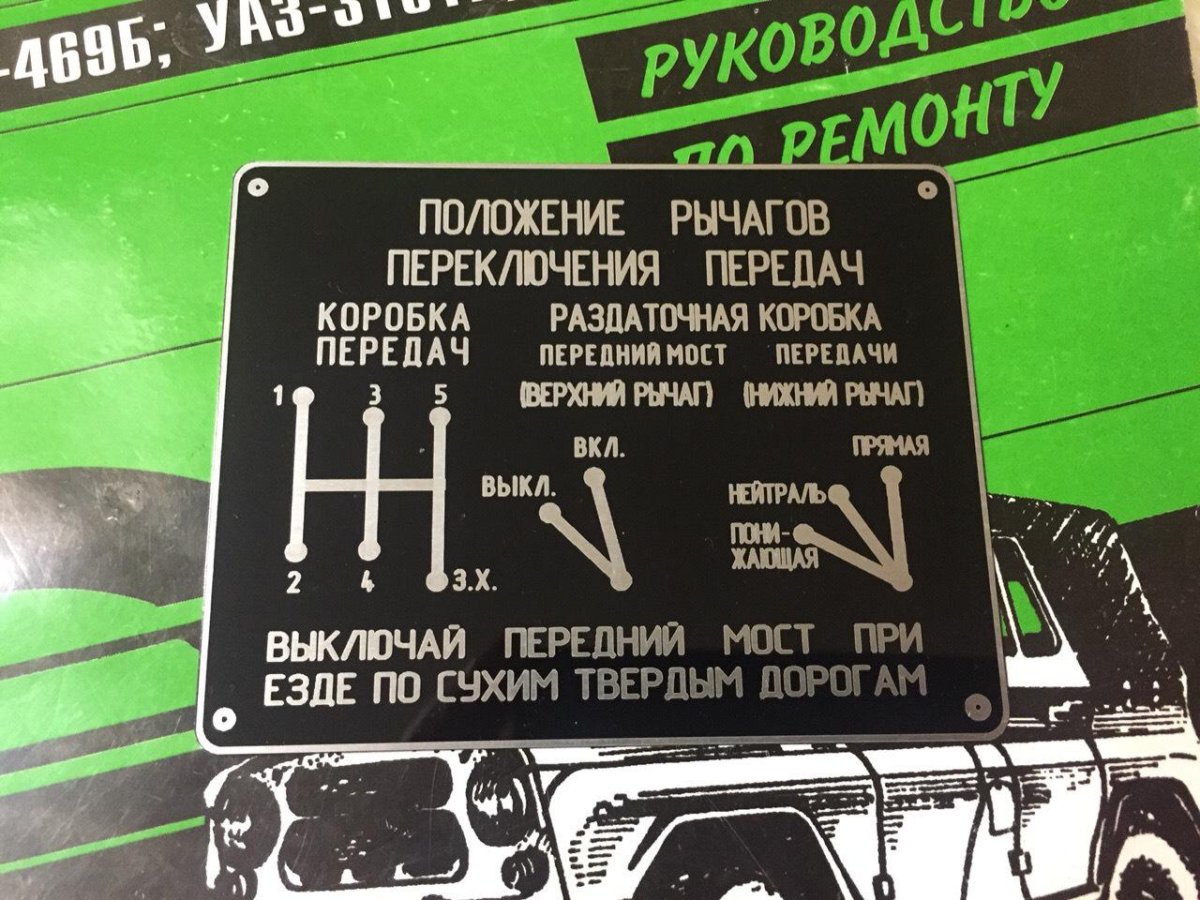 -469Б; УАЗ-315
РУКОВОДСТВО
ПО РЕМОНТУ
ПОЛОЖЕНИЕ РЫЧАГОВ
ПЕРЕКЛЮЧЕНИЯ ПЕРЕДАЧ
КОРОБКА
ПЕРЕДАЧ
1 3 5
2 4 З.Х.
РАЗДАТОЧНАЯ КОРОБКА
ПЕРЕДНИЙ МОСТ
(ВЕРХНИЙ РЫЧАГ)
ВКЛ.
ВЫКЛ.
ПЕРЕДАЧИ
(НИЖНИЙ РЫЧАГ)
ПРЯМАЯ
НЕЙТРАЛЬ
ПОНИ-
ЖАЮЩАЯ
ВЫКЛЮЧАЙ ПЕРЕДНИЙ МОСТ ПРИ
ЕЗДЕ ПО СУХИМ ТВЕРДЫМ ДОРОГАМ